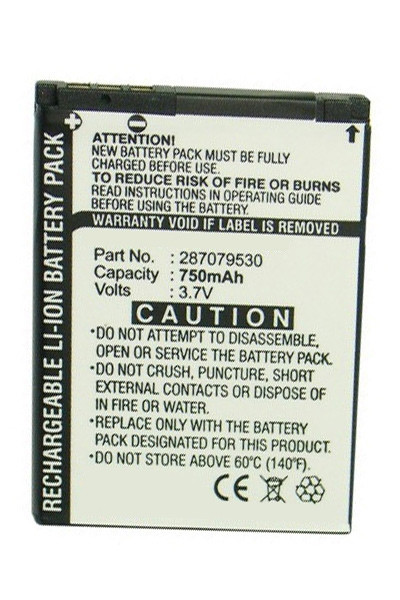 RECHARGEABLE LI-ION BATTERY PACK
+ −
ATTENTION!
NEW BATTERY PACK MUST BE FULLY
CHARGED BEFORE USE
TO REDUCE RISK OF FIRE OR BURNS
READ INSTRUCTIONS IN OPERATING GUIDE
BEFORE USE
WARRANTY VOID IF LABEL IS REMOVED
Part No. : 287079530
Capacity : 750mAh
Volts : 3.7V
CAUTION
•DO NOT ATTEMPT TO OPEN, DISASSEMBLE
OR SERVICE THE BATTERY PACK
•DO NOT CRUSH, PUNCTURE, SHORT
EXTERNAL CONTACTS OR DISPOSE OF
IN FIRE OR WATER.
•REPLACE ONLY WITH THE BATTERY
PACK DESIGNATED FOR THIS DEVICE
•DO NOT STORE ABOVE 60°C (140°F)
CE